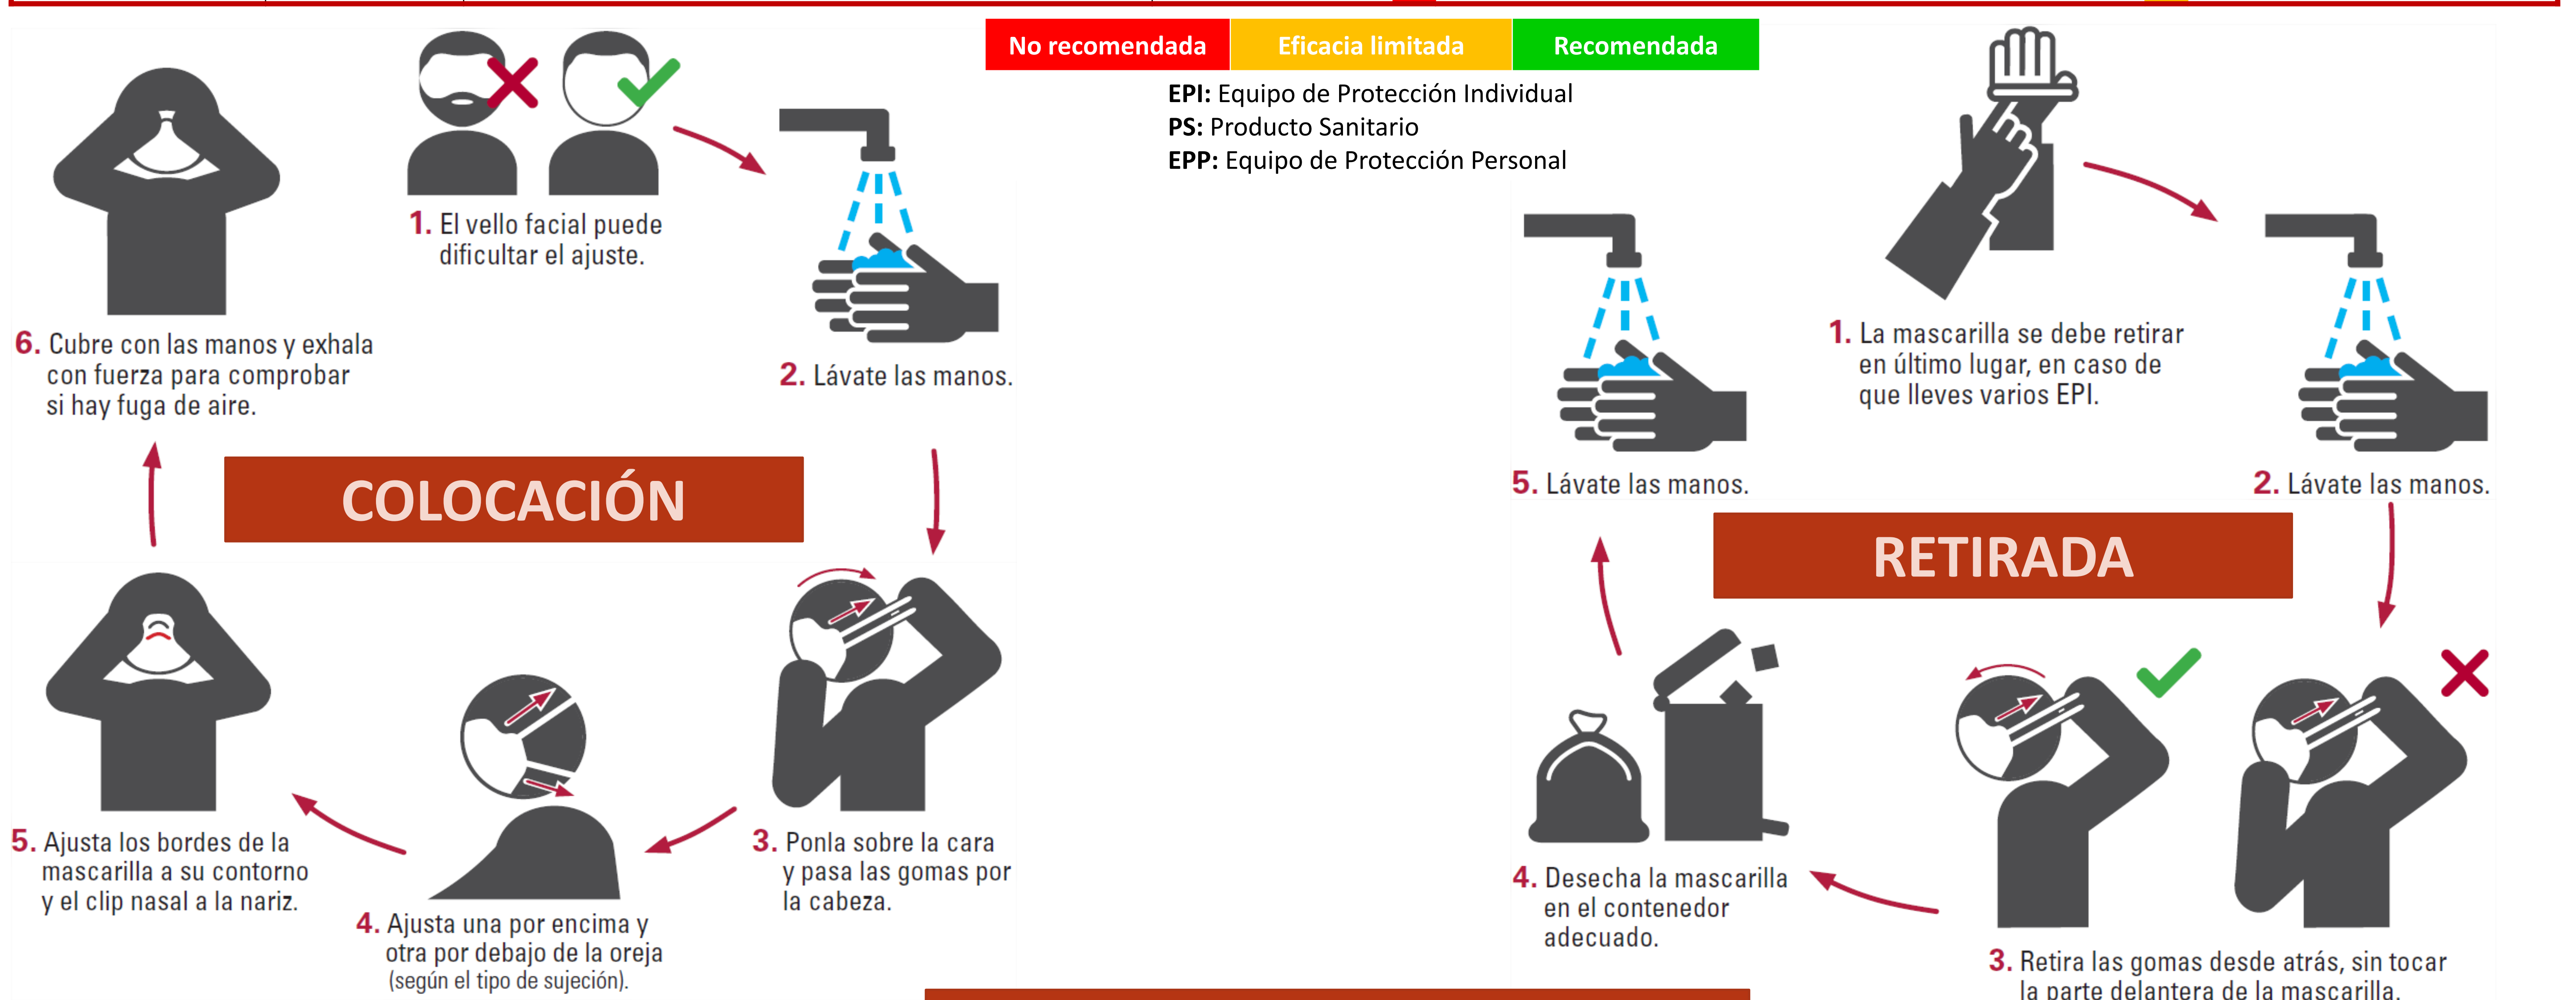 No recomendada
Eficacia limitada
Recomendada
EPI: Equipo de Protección Individual
PS: Producto Sanitario
EPP: Equipo de Protección Personal
COLOCACIÓN
1. El vello facial puede
dificultar el ajuste.
2. Lávate las manos.
3. Ponla sobre la cara
y pasa las gomas por
la cabeza.
4. Ajusta una por encima y
otra por debajo de la oreja
(según el tipo de sujeción).
5. Ajusta los bordes de la
mascarilla a su contorno
y el clip nasal a la nariz.
6. Cubre con las manos y exhala
con fuerza para comprobar
si hay fuga de aire.
RETIRADA
1. La mascarilla se debe retirar
en último lugar, en caso de
que lleves varios EPI.
2. Lávate las manos.
3. Retira las gomas desde atrás, sin tocar
la parte delantera de la mascarilla.
4. Desecha la mascarilla
en el contenedor
adecuado.
5. Lávate las manos.